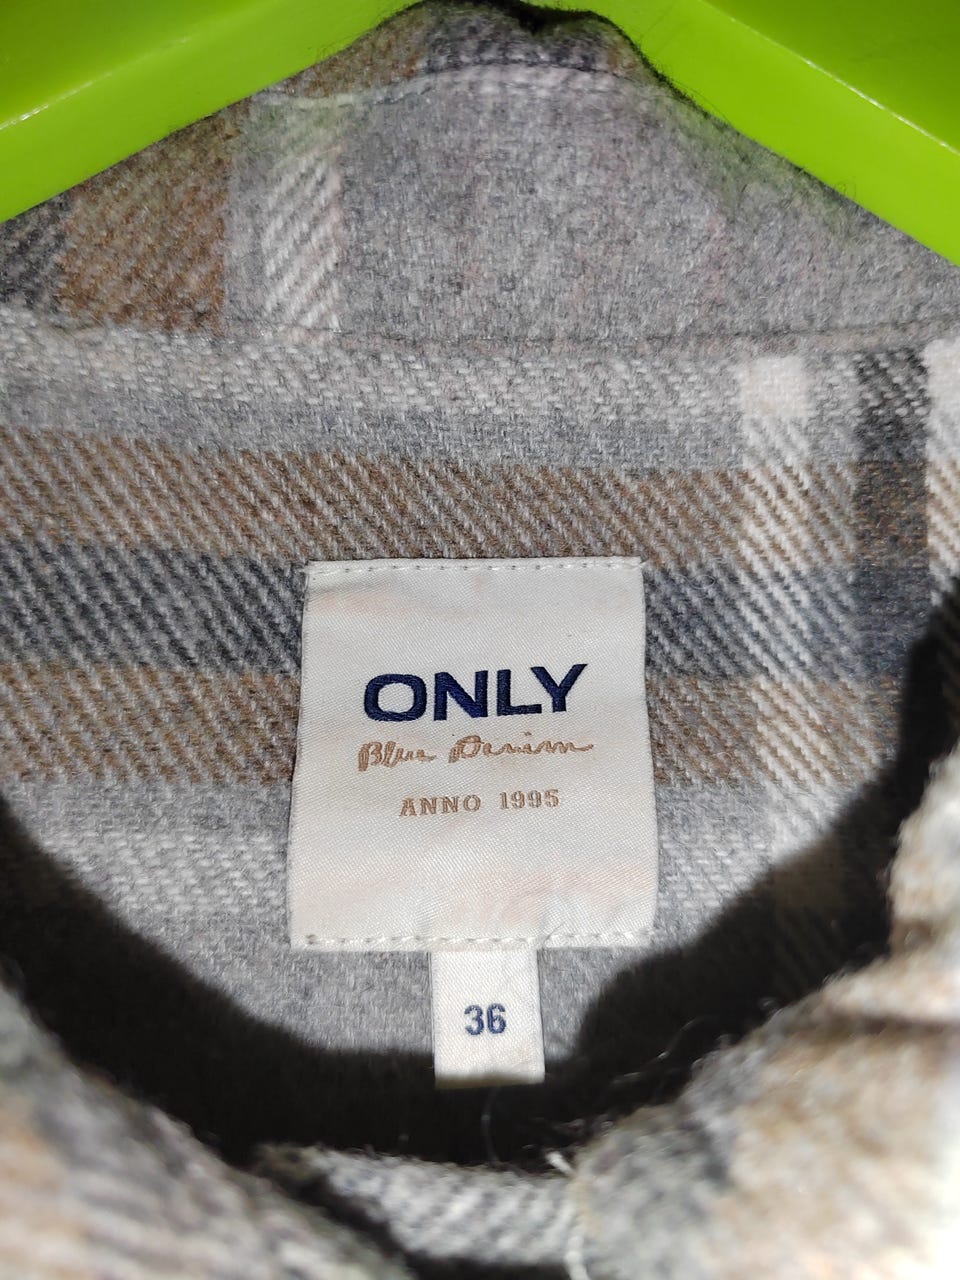 ONLY
Blue Denim
ANNO 1995
36